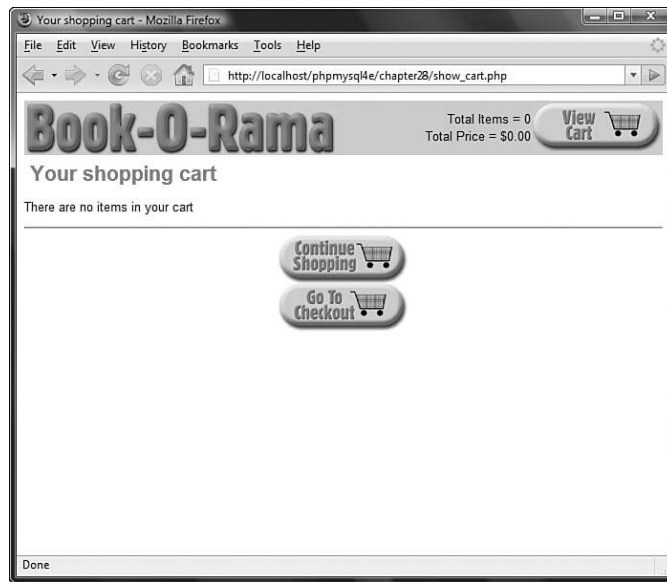 Your shopping cart - Mozilla Firefox
File Edit View History Bookmarks Tools Help
http://localhost/phpmysql4e/chapter28/show_cart.php
Book-O-Rama
Total Items = 0
Total Price = $0.00
View
Cart
Your shopping cart
There are no items in your cart
Continue
Shopping
Go To
Checkout
Done